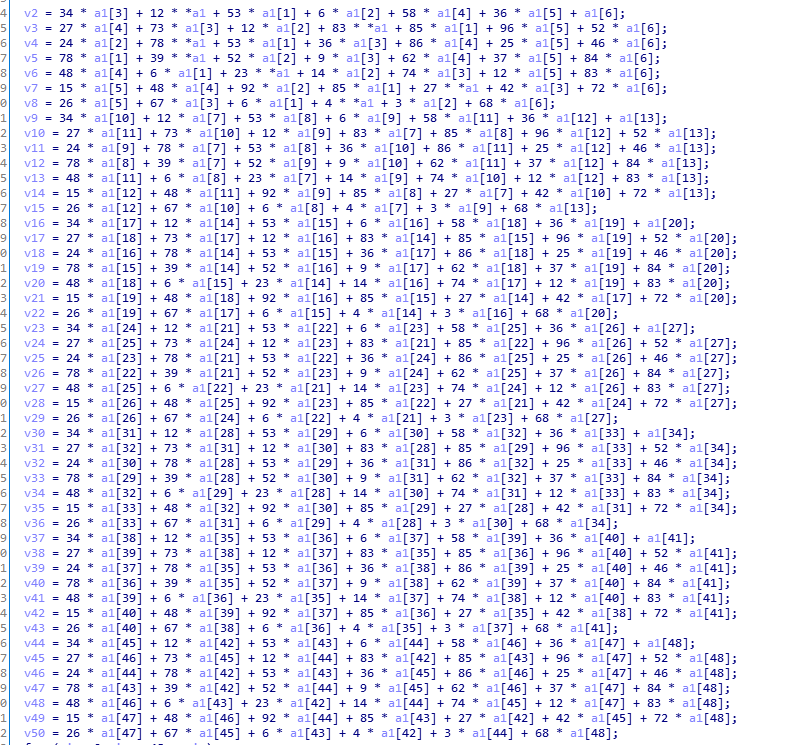 4 v2 = 34 * a1[3] + 12 * *a1 + 53 * a1[1] + 6 * a1[2] + 58 * a1[4] + 36 * a1[5] + a1[6];
5 v3 = 27 * a1[4] + 73 * a1[3] + 12 * a1[2] + 83 * *a1 + 85 * a1[1] + 96 * a1[5] + 52 * a1[6];
6 v4 = 24 * a1[2] + 78 * *a1 + 53 * a1[1] + 36 * a1[3] + 86 * a1[4] + 25 * a1[5] + 46 * a1[6];
7 v5 = 78 * a1[1] + 39 * *a1 + 52 * a1[2] + 9 * a1[3] + 62 * a1[4] + 37 * a1[5] + 84 * a1[6];
8 v6 = 48 * a1[4] + 6 * a1[1] + 23 * *a1 + 14 * a1[2] + 74 * a1[3] + 12 * a1[5] + 83 * a1[6];
9 v7 = 15 * a1[5] + 48 * a1[4] + 92 * a1[2] + 85 * a1[1] + 27 * *a1 + 42 * a1[3] + 72 * a1[6];
0 v8 = 26 * a1[5] + 67 * a1[3] + 6 * a1[1] + 4 * *a1 + 3 * a1[2] + 68 * a1[6];
1 v9 = 34 * a1[10] + 12 * a1[7] + 53 * a1[8] + 6 * a1[9] + 58 * a1[11] + 36 * a1[12] + a1[13];
2 v10 = 27 * a1[11] + 73 * a1[10] + 12 * a1[9] + 83 * a1[7] + 85 * a1[8] + 96 * a1[12] + 52 * a1[13];
3 v11 = 24 * a1[9] + 78 * a1[7] + 53 * a1[8] + 36 * a1[10] + 86 * a1[11] + 25 * a1[12] + 46 * a1[13];
4 v12 = 78 * a1[8] + 39 * a1[7] + 52 * a1[9] + 9 * a1[10] + 62 * a1[11] + 37 * a1[12] + 84 * a1[13];
5 v13 = 48 * a1[11] + 6 * a1[8] + 23 * a1[7] + 14 * a1[9] + 74 * a1[10] + 12 * a1[12] + 83 * a1[13];
6 v14 = 15 * a1[12] + 48 * a1[11] + 92 * a1[9] + 85 * a1[8] + 27 * a1[7] + 42 * a1[10] + 72 * a1[13];
7 v15 = 26 * a1[12] + 67 * a1[10] + 6 * a1[8] + 4 * a1[7] + 3 * a1[9] + 68 * a1[13];
8 v16 = 34 * a1[17] + 12 * a1[14] + 53 * a1[15] + 6 * a1[16] + 58 * a1[18] + 36 * a1[19] + a1[20];
9 v17 = 27 * a1[18] + 73 * a1[17] + 12 * a1[16] + 83 * a1[14] + 85 * a1[15] + 96 * a1[19] + 52 * a1[20];
0 v18 = 24 * a1[16] + 78 * a1[14] + 53 * a1[15] + 36 * a1[17] + 86 * a1[18] + 25 * a1[19] + 46 * a1[20];
1 v19 = 78 * a1[15] + 39 * a1[14] + 52 * a1[16] + 9 * a1[17] + 62 * a1[18] + 37 * a1[19] + 84 * a1[20];
2 v20 = 48 * a1[18] + 6 * a1[15] + 23 * a1[14] + 14 * a1[16] + 74 * a1[17] + 12 * a1[19] + 83 * a1[20];
3 v21 = 15 * a1[19] + 48 * a1[18] + 92 * a1[16] + 85 * a1[15] + 27 * a1[14] + 42 * a1[17] + 72 * a1[20];
4 v22 = 26 * a1[19] + 67 * a1[17] + 6 * a1[15] + 4 * a1[14] + 3 * a1[16] + 68 * a1[20];
5 v23 = 34 * a1[24] + 12 * a1[21] + 53 * a1[22] + 6 * a1[23] + 58 * a1[25] + 36 * a1[26] + a1[27];
6 v24 = 27 * a1[25] + 73 * a1[24] + 12 * a1[23] + 83 * a1[21] + 85 * a1[22] + 96 * a1[26] + 52 * a1[27];
7 v25 = 24 * a1[23] + 78 * a1[21] + 53 * a1[22] + 36 * a1[24] + 86 * a1[25] + 25 * a1[26] + 46 * a1[27];
8 v26 = 78 * a1[22] + 39 * a1[21] + 52 * a1[23] + 9 * a1[24] + 62 * a1[25] + 37 * a1[26] + 84 * a1[27];
9 v27 = 48 * a1[25] + 6 * a1[22] + 23 * a1[21] + 14 * a1[23] + 74 * a1[24] + 12 * a1[26] + 83 * a1[27];
0 v28 = 15 * a1[26] + 48 * a1[25] + 92 * a1[23] + 85 * a1[22] + 27 * a1[21] + 42 * a1[24] + 72 * a1[27];
1 v29 = 26 * a1[26] + 67 * a1[24] + 6 * a1[22] + 4 * a1[21] + 3 * a1[23] + 68 * a1[27];
2 v30 = 34 * a1[31] + 12 * a1[28] + 53 * a1[29] + 6 * a1[30] + 58 * a1[32] + 36 * a1[33] + a1[34];
3 v31 = 27 * a1[32] + 73 * a1[31] + 12 * a1[30] + 83 * a1[28] + 85 * a1[29] + 96 * a1[33] + 52 * a1[34];
4 v32 = 24 * a1[30] + 78 * a1[28] + 53 * a1[29] + 36 * a1[31] + 86 * a1[32] + 25 * a1[33] + 46 * a1[34];
5 v33 = 78 * a1[29] + 39 * a1[28] + 52 * a1[30] + 9 * a1[31] + 62 * a1[32] + 37 * a1[33] + 84 * a1[34];
6 v34 = 48 * a1[32] + 6 * a1[29] + 23 * a1[28] + 14 * a1[30] + 74 * a1[31] + 12 * a1[33] + 83 * a1[34];
7 v35 = 15 * a1[33] + 48 * a1[32] + 92 * a1[30] + 85 * a1[29] + 27 * a1[28] + 42 * a1[31] + 72 * a1[34];
8 v36 = 26 * a1[33] + 67 * a1[31] + 6 * a1[29] + 4 * a1[28] + 3 * a1[30] + 68 * a1[34];
9 v37 = 34 * a1[38] + 12 * a1[35] + 53 * a1[36] + 6 * a1[37] + 58 * a1[39] + 36 * a1[40] + a1[41];
0 v38 = 27 * a1[39] + 73 * a1[38] + 12 * a1[37] + 83 * a1[35] + 85 * a1[36] + 96 * a1[40] + 52 * a1[41];
1 v39 = 24 * a1[37] + 78 * a1[35] + 53 * a1[36] + 36 * a1[38] + 86 * a1[39] + 25 * a1[40] + 46 * a1[41];
2 v40 = 78 * a1[36] + 39 * a1[35] + 52 * a1[37] + 9 * a1[38] + 62 * a1[39] + 37 * a1[40] + 84 * a1[41];
3 v41 = 48 * a1[39] + 6 * a1[36] + 23 * a1[35] + 14 * a1[37] + 74 * a1[38] + 12 * a1[40] + 83 * a1[41];
4 v42 = 15 * a1[40] + 48 * a1[39] + 92 * a1[37] + 85 * a1[36] + 27 * a1[35] + 42 * a1[38] + 72 * a1[41];
5 v43 = 26 * a1[40] + 67 * a1[38] + 6 * a1[36] + 4 * a1[35] + 3 * a1[37] + 68 * a1[41];
6 v44 = 34 * a1[45] + 12 * a1[42] + 53 * a1[43] + 6 * a1[44] + 58 * a1[46] + 36 * a1[47] + a1[48];
7 v45 = 27 * a1[46] + 73 * a1[45] + 12 * a1[44] + 83 * a1[42] + 85 * a1[43] + 96 * a1[47] + 52 * a1[48];
8 v46 = 24 * a1[44] + 78 * a1[42] + 53 * a1[43] + 36 * a1[45] + 86 * a1[46] + 25 * a1[47] + 46 * a1[48];
9 v47 = 78 * a1[43] + 39 * a1[42] + 52 * a1[44] + 9 * a1[45] + 62 * a1[46] + 37 * a1[47] + 84 * a1[48];
0 v48 = 48 * a1[46] + 6 * a1[43] + 23 * a1[42] + 14 * a1[44] + 74 * a1[45] + 12 * a1[47] + 83 * a1[48];
1 v49 = 15 * a1[47] + 48 * a1[46] + 92 * a1[44] + 85 * a1[43] + 27 * a1[42] + 42 * a1[45] + 72 * a1[48];
2 v50 = 26 * a1[47] + 67 * a1[45] + 6 * a1[43] + 4 * a1[42] + 3 * a1[44] + 68 * a1[48];